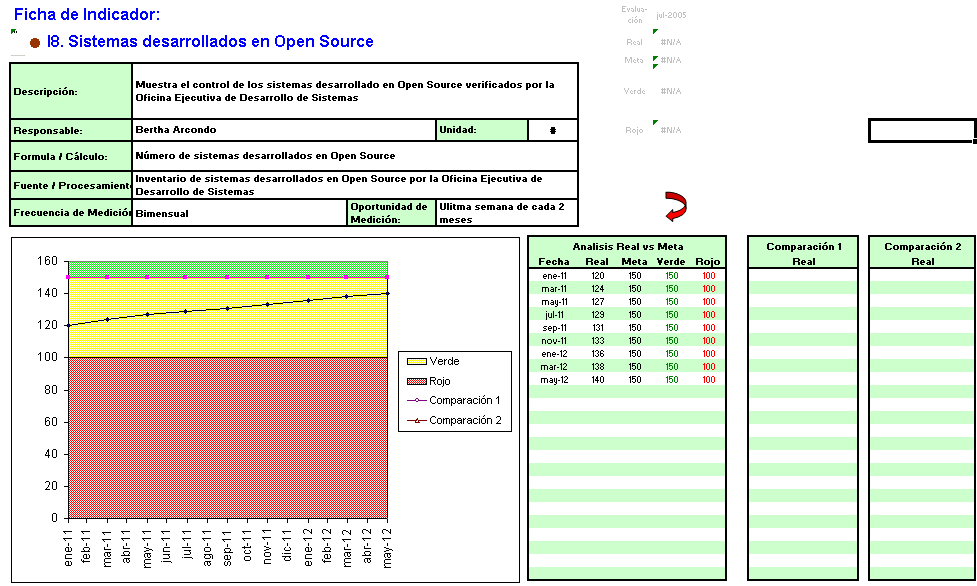 Ficha de Indicador:
I8. Sistemas desarrollados en Open Source
Evalua-
ción
jul-2005
Real #N/A
Meta #N/A
Verde #N/A
Rojo #N/A
Descripción:
Muestra el control de los sistemas desarrollado en Open Source verificados por la
Oficina Ejecutiva de Desarrollo de Sistemas
Responsable: Bertha Arcondo Unidad: #
Formula / Cálculo: Número de sistemas desarrollados en Open Source
Fuente / Procesamiento
Inventario de sistemas desarrollados en Open Source por la Oficina Ejecutiva de
Desarrollo de Sistemas
Frecuencia de Medición Bimensual
Oportunidad de
Medición:
Ulitma semana de cada 2
meses
160
140
120
100
80
60
40
20
0
ene-11
feb-11
mar-11
abr-11
may-11
jun-11
jul-11
ago-11
sep-11
oct-11
nov-11
dic-11
ene-12
feb-12
mar-12
abr-12
may-12
Verde
Rojo
Comparación 1
Comparación 2
Analisis Real vs Meta
Fecha Real Meta Verde Rojo
ene-11 120 150 150 100
mar-11 124 150 150 100
may-11 127 150 150 100
jul-11 129 150 150 100
sep-11 131 150 150 100
nov-11 133 150 150 100
ene-12 136 150 150 100
mar-12 138 150 150 100
may-12 140 150 150 100
Comparación 1
Real
Comparación 2
Real